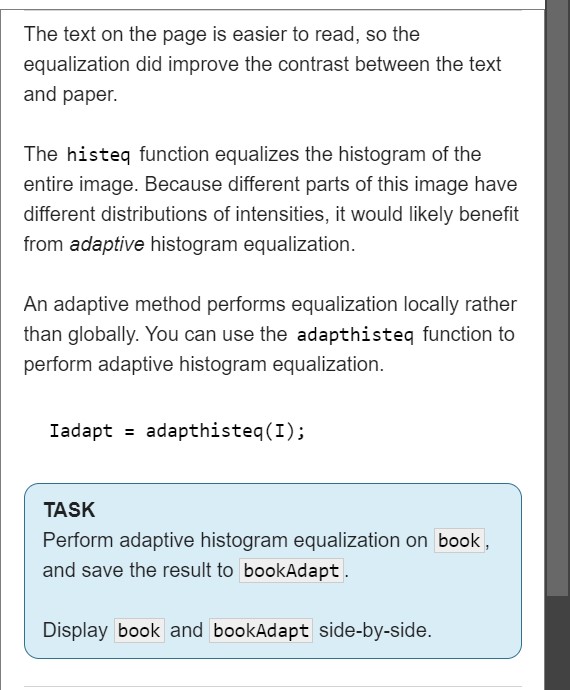 The text on the page is easier to read, so the
equalization did improve the contrast between the text
and paper.
The histeq function equalizes the histogram of the
entire image. Because different parts of this image have
different distributions of intensities, it would likely benefit
from adaptive histogram equalization.
An adaptive method performs equalization locally rather
than globally. You can use the adapthisteq function to
perform adaptive histogram equalization.
Iadapt = adapthisteq(I);
TASK
Perform adaptive histogram equalization on book,
and save the result to bookAdapt.
Display book and bookAdapt side-by-side.